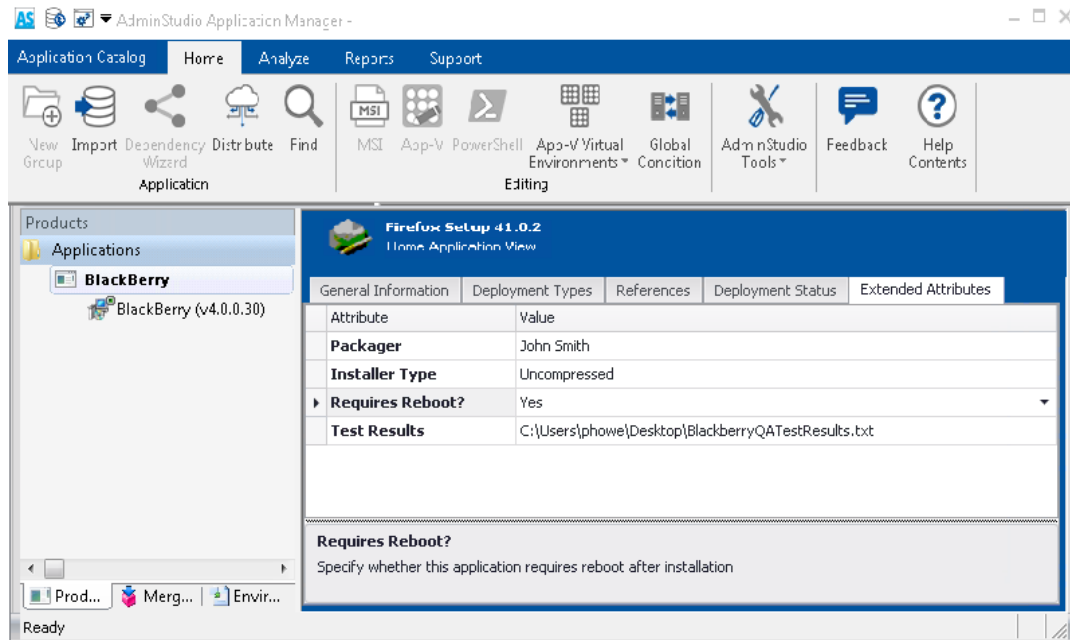 AS AdminStudio Application Manager -
Application Catalog Home Analyze Reports Support
New Group
Import
Dependency Wizard
Distribute
Find
Application
MSI
MSI
App-V
PowerShell
App-V Virtual Environments
Global Condition
Editing
AdminStudio Tools
Feedback
Help Contents
Products
Applications
BlackBerry
BlackBerry (v4.0.0.30)
Firefox Setup 41.0.2
Home Application View
General Information Deployment Types References Deployment Status Extended Attributes
Attribute Value
Packager John Smith
Installer Type Uncompressed
Requires Reboot? Yes
Test Results C:\Users\phowe\Desktop\BlackberryQATestResults.txt
Requires Reboot?
Specify whether this application requires reboot after installation
Prod... Merg... Envir...
Ready